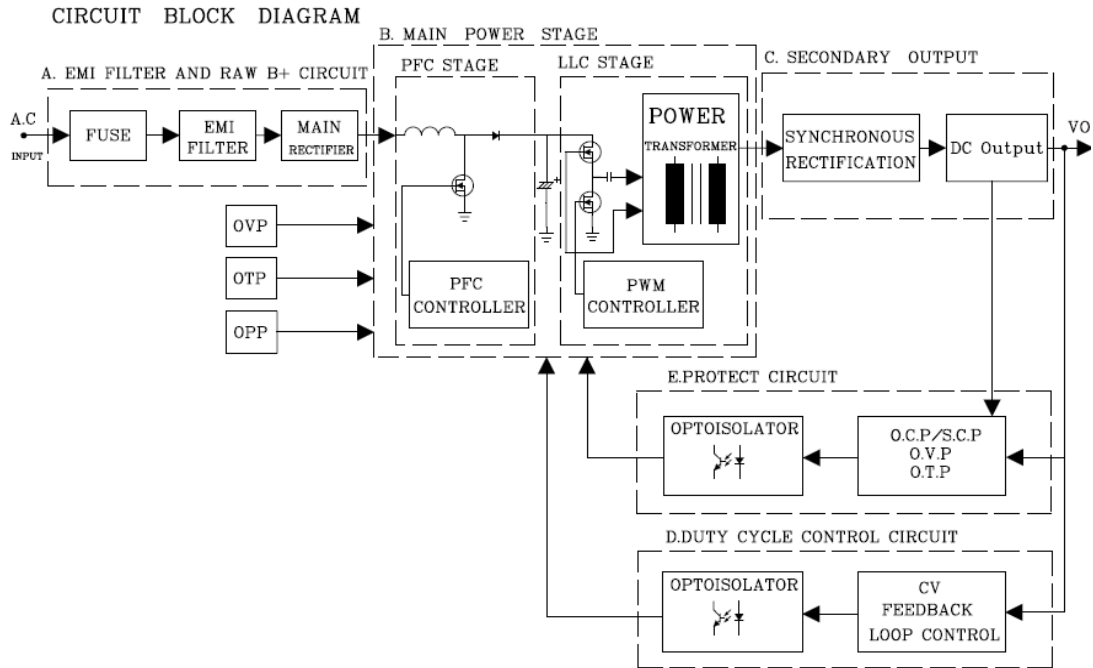 CIRCUIT BLOCK DIAGRAM
B. MAIN POWER STAGE
A. EMI FILTER AND RAW B+ CIRCUIT
PFC STAGE
LLC STAGE
C. SECONDARY OUTPUT
A.C
INPUT
FUSE
EMI
FILTER
MAIN
RECTIFIER
+
POWER
TRANSFORMER
SYNCHRONOUS
RECTIFICATION
DC Output
VO
OVP
OTP
OPP
PFC
CONTROLLER
PWM
CONTROLLER
E.PROTECT CIRCUIT
OPTOISOLATOR
O.C.P/S.C.P
O.V.P
O.T.P
D.DUTY CYCLE CONTROL CIRCUIT
OPTOISOLATOR
CV
FEEDBACK
LOOP CONTROL